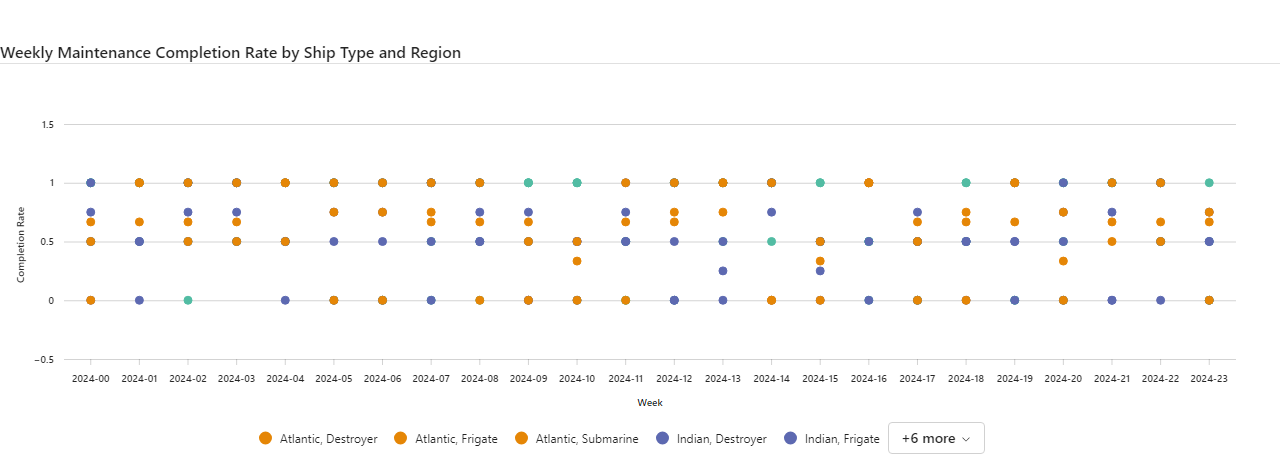 Weekly Maintenance Completion Rate by Ship Type and Region
1.5
1
0.5
0
−0.5
Completion Rate
2024-00 2024-01 2024-02 2024-03 2024-04 2024-05 2024-06 2024-07 2024-08 2024-09 2024-10 2024-11 2024-12 2024-13 2024-14 2024-15 2024-16 2024-17 2024-18 2024-19 2024-20 2024-21 2024-22 2024-23
Week
Atlantic, Destroyer Atlantic, Frigate Atlantic, Submarine Indian, Destroyer Indian, Frigate +6 more